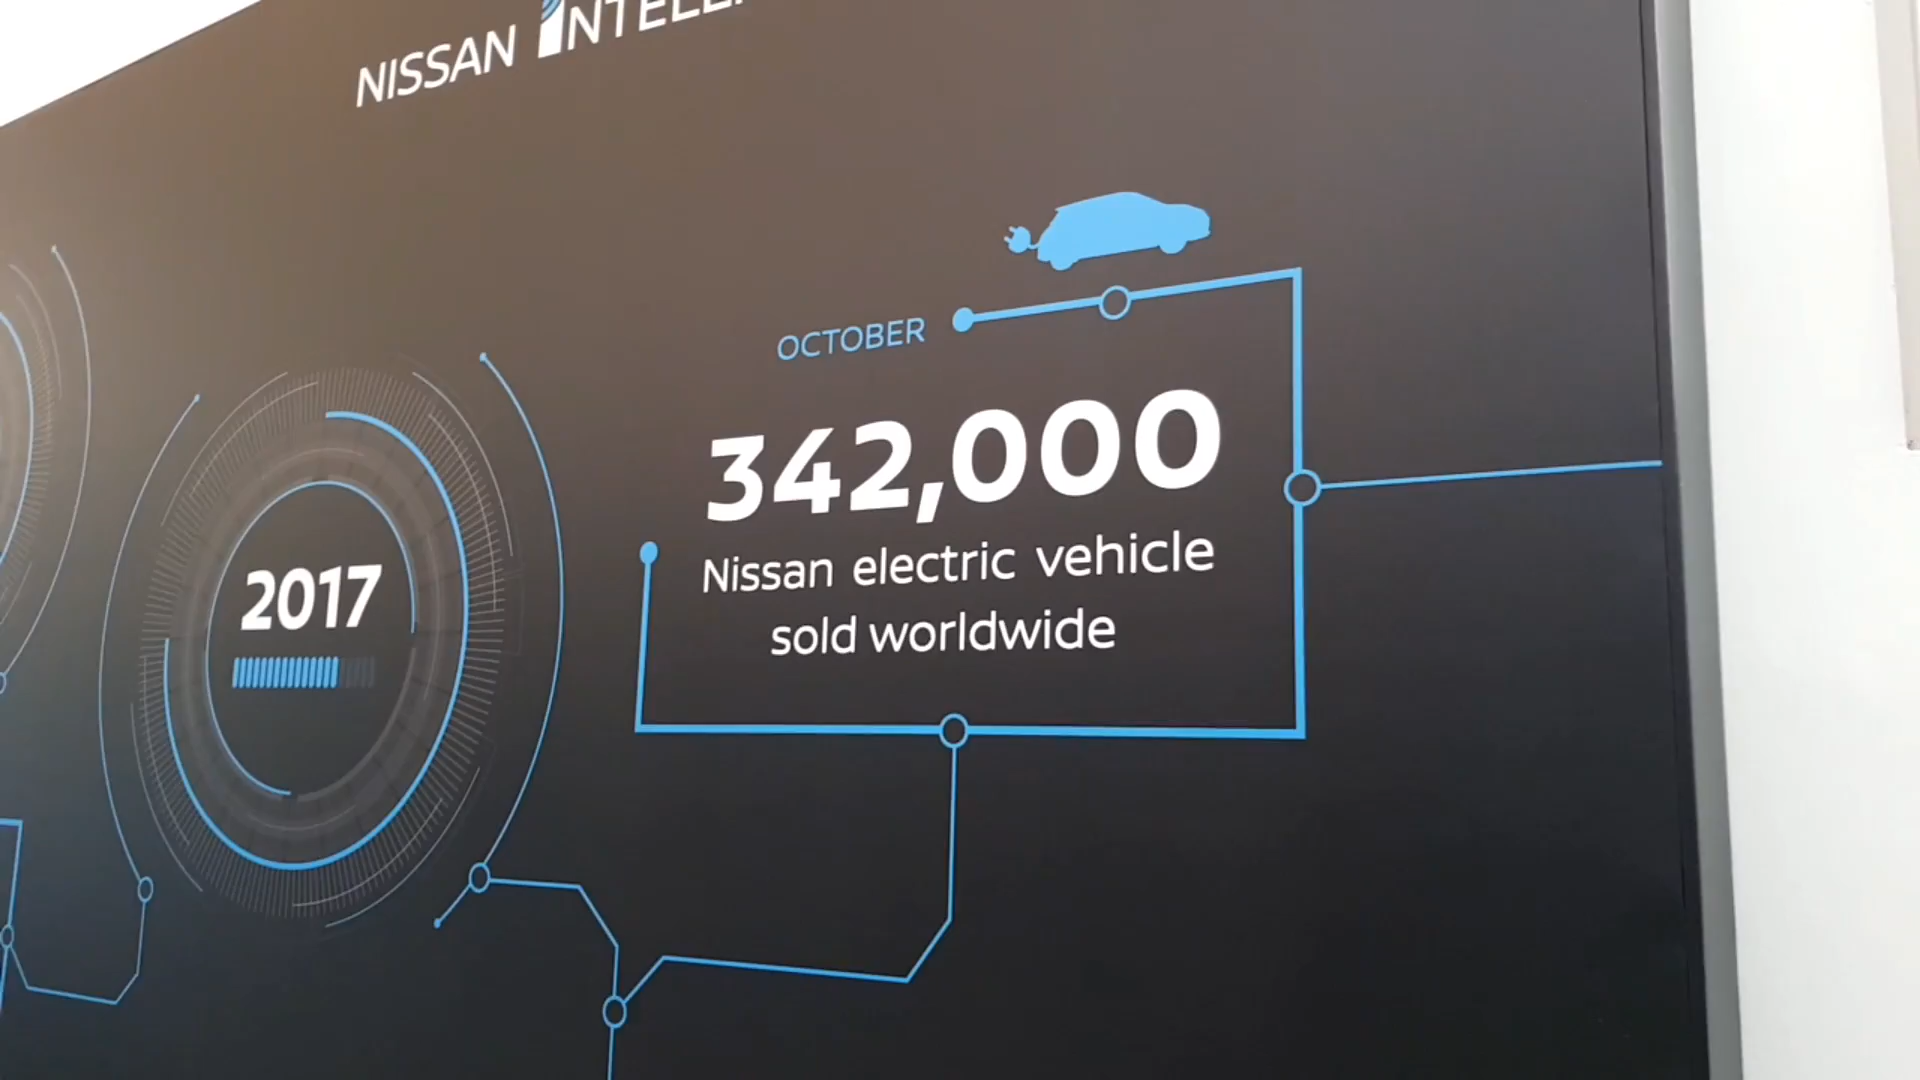 NISSAN
OCTOBER
342,000
Nissan electric vehicle
sold worldwide
2017